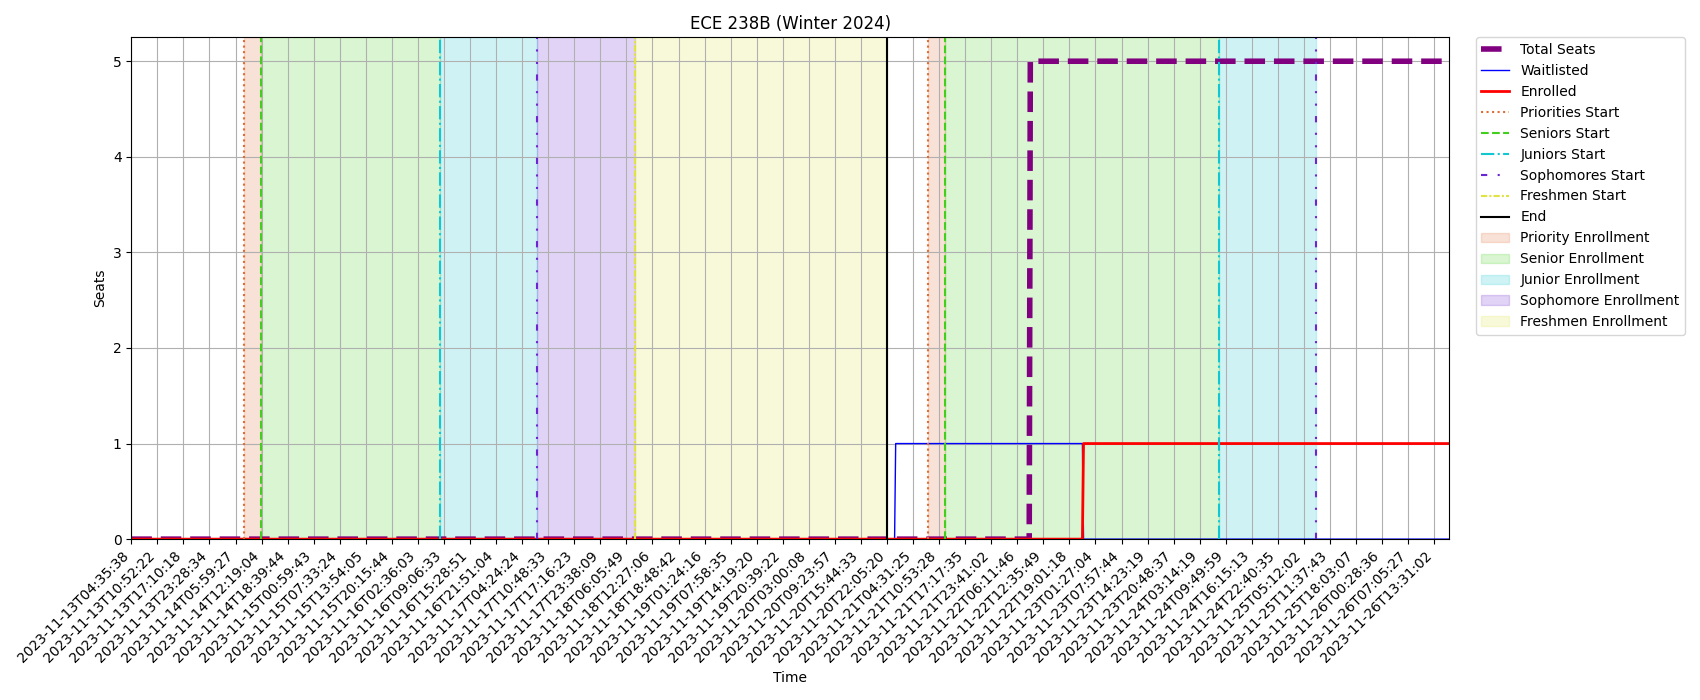 ECE 238B (Winter 2024)
5
4
3
2
1
0
Seats
2023-11-13T04:35:38
2023-11-13T10:52:22
2023-11-13T17:10:18
2023-11-13T23:28:34
2023-11-14T05:59:27
2023-11-14T12:19:04
2023-11-14T18:39:44
2023-11-15T00:59:43
2023-11-15T07:33:24
2023-11-15T13:54:05
2023-11-15T20:15:44
2023-11-16T02:36:03
2023-11-16T09:06:33
2023-11-16T15:28:51
2023-11-16T21:51:04
2023-11-17T04:24:24
2023-11-17T10:48:33
2023-11-17T17:16:23
2023-11-17T23:38:09
2023-11-18T06:05:49
2023-11-18T12:27:06
2023-11-18T18:48:42
2023-11-19T01:24:16
2023-11-19T07:58:35
2023-11-19T14:19:20
2023-11-19T20:39:22
2023-11-20T03:00:08
2023-11-20T09:23:57
2023-11-20T15:44:33
2023-11-20T22:05:20
2023-11-21T04:31:25
2023-11-21T10:53:28
2023-11-21T17:17:35
2023-11-21T23:41:02
2023-11-22T06:11:46
2023-11-22T12:35:49
2023-11-22T19:01:18
2023-11-23T01:27:04
2023-11-23T07:57:44
2023-11-23T14:23:19
2023-11-23T20:48:37
2023-11-24T03:14:19
2023-11-24T09:49:59
2023-11-24T16:15:13
2023-11-24T22:40:35
2023-11-25T05:12:02
2023-11-25T11:37:43
2023-11-25T18:03:07
2023-11-26T00:28:36
2023-11-26T07:05:27
2023-11-26T13:31:02
Time
Total Seats
Waitlisted
Enrolled
Priorities Start
Seniors Start
Juniors Start
Sophomores Start
Freshmen Start
End
Priority Enrollment
Senior Enrollment
Junior Enrollment
Sophomore Enrollment
Freshmen Enrollment